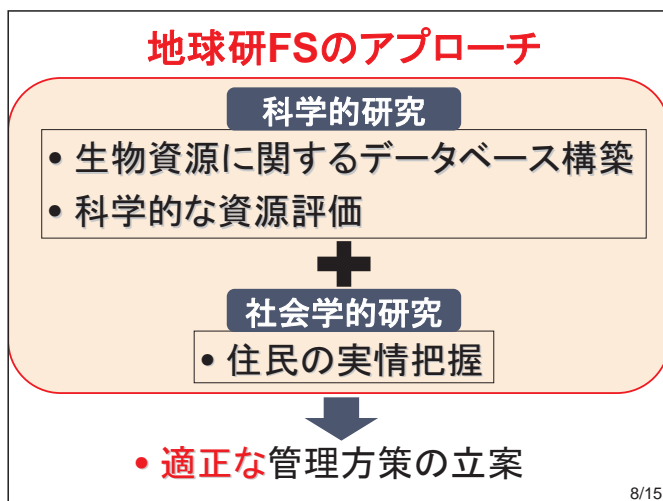 地球研FSのアプローチ
科学的研究
• 生物資源に関するデータベース構築
• 科学的な資源評価
+
社会学的研究
• 住民の実情把握
• 適正な管理方策の立案
8/15